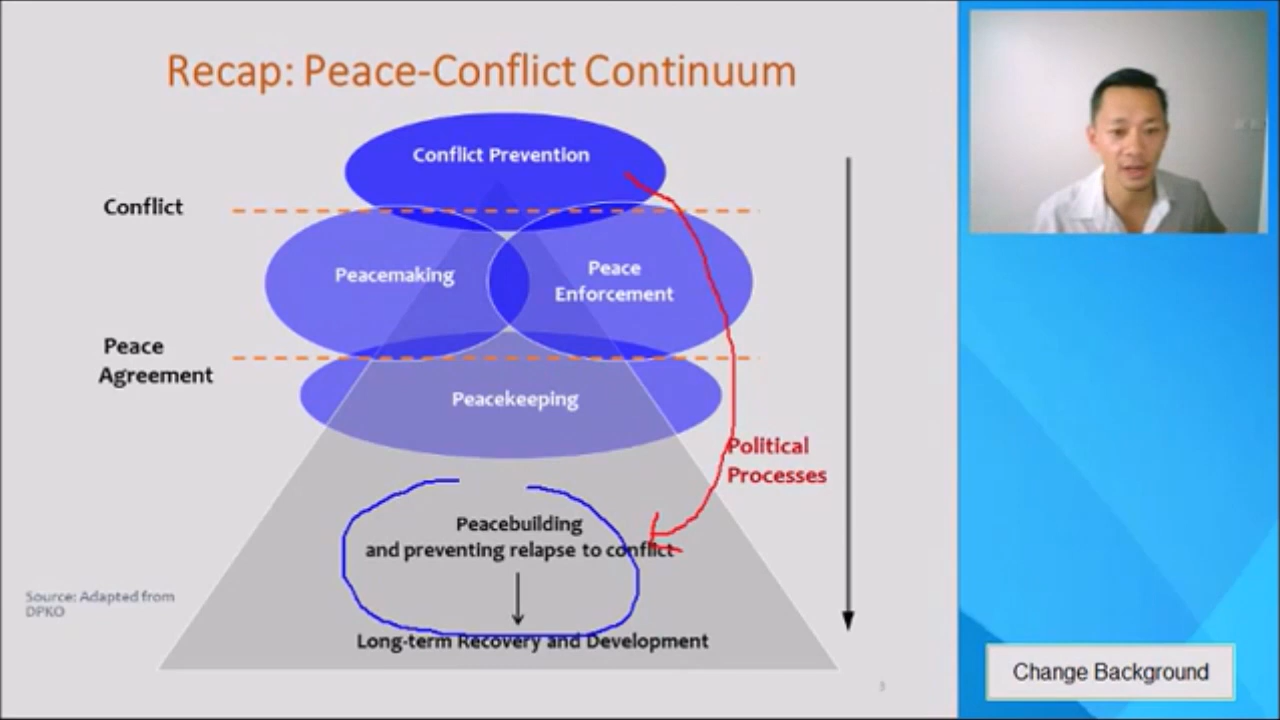 Recap: Peace-Conflict Continuum
Conflict Prevention
Conflict
Peacemaking
Peace
Enforcement
Peace
Agreement
Peacekeeping
Political
Processes
Peacebuilding
and preventing relapse to conflict
Source: Adapted from
DPKO
Long-term Recovery and Development
3
Change Background